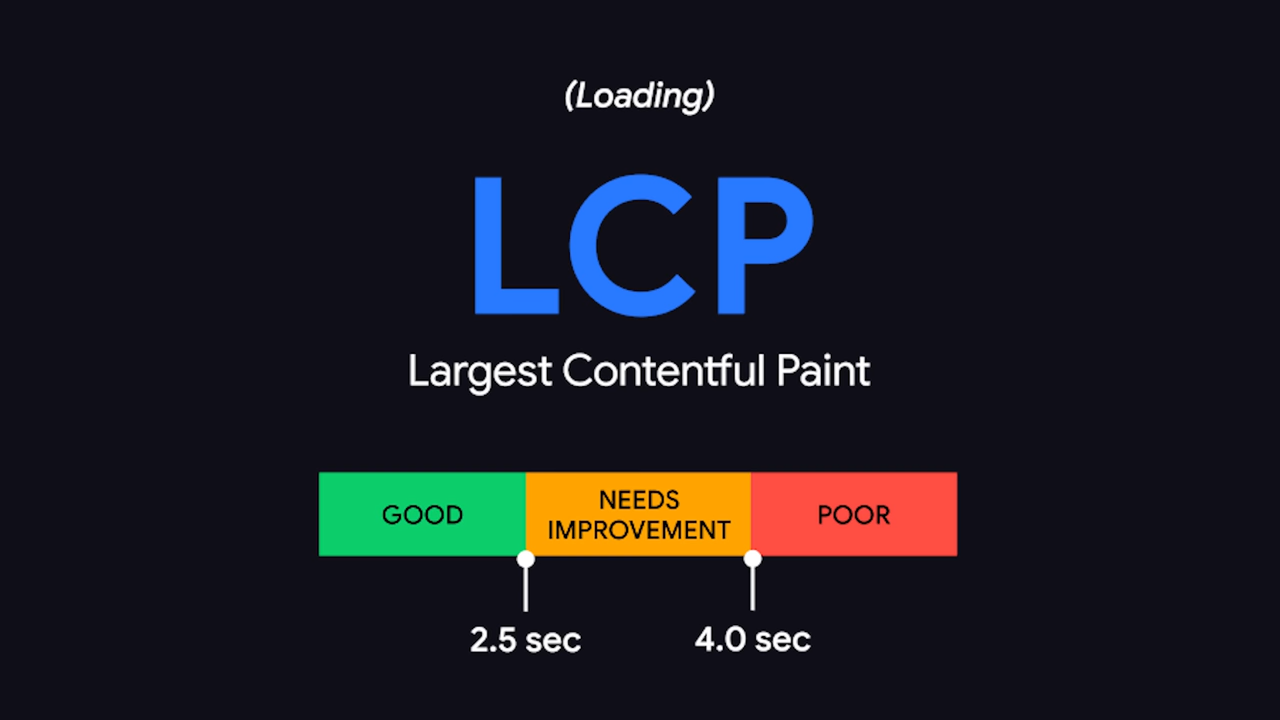 (Loading)
LCP
Largest Contentful Paint
GOOD
NEEDS
IMPROVEMENT
POOR
2.5 sec
4.0 sec